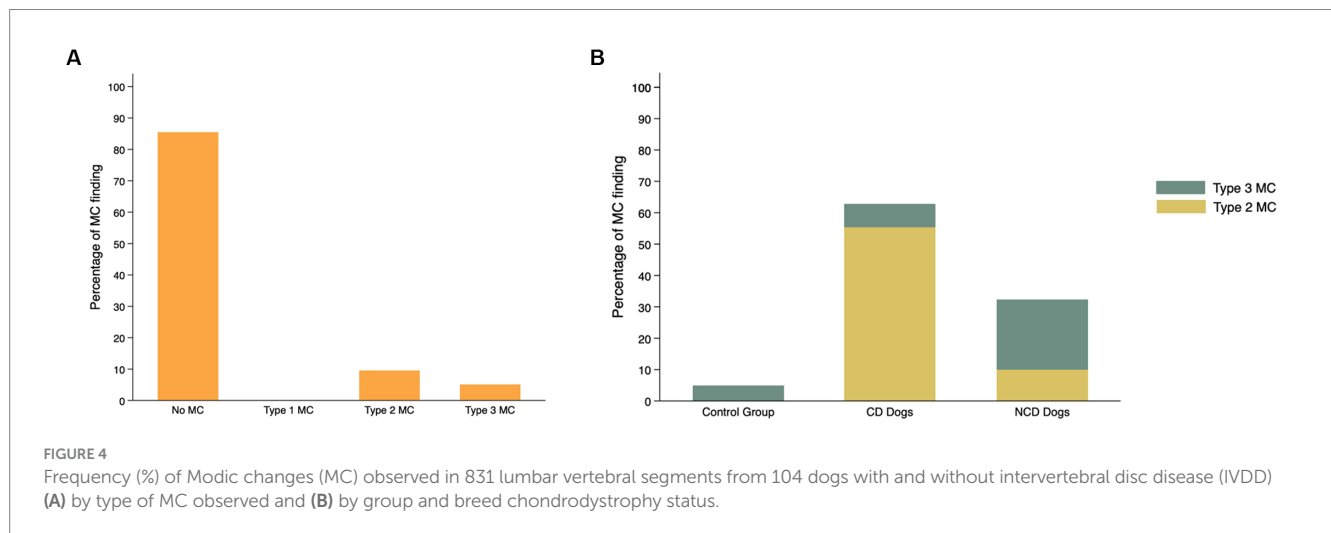 A
Percentage of MC finding
100
90
80
70
60
50
40
30
20
10
0
No MC
Type 1 MC
Type 2 MC
Type 3 MC
B
Percentage of MC finding
100
90
80
70
60
50
40
30
20
10
0
Control Group
CD Dogs
NCD Dogs
Type 3 MC
Type 2 MC
FIGURE 4
Frequency (%) of Modic changes (MC) observed in 831 lumbar vertebral segments from 104 dogs with and without intervertebral disc disease (IVDD)
(A) by type of MC observed and (B) by group and breed chondrodystrophy status.